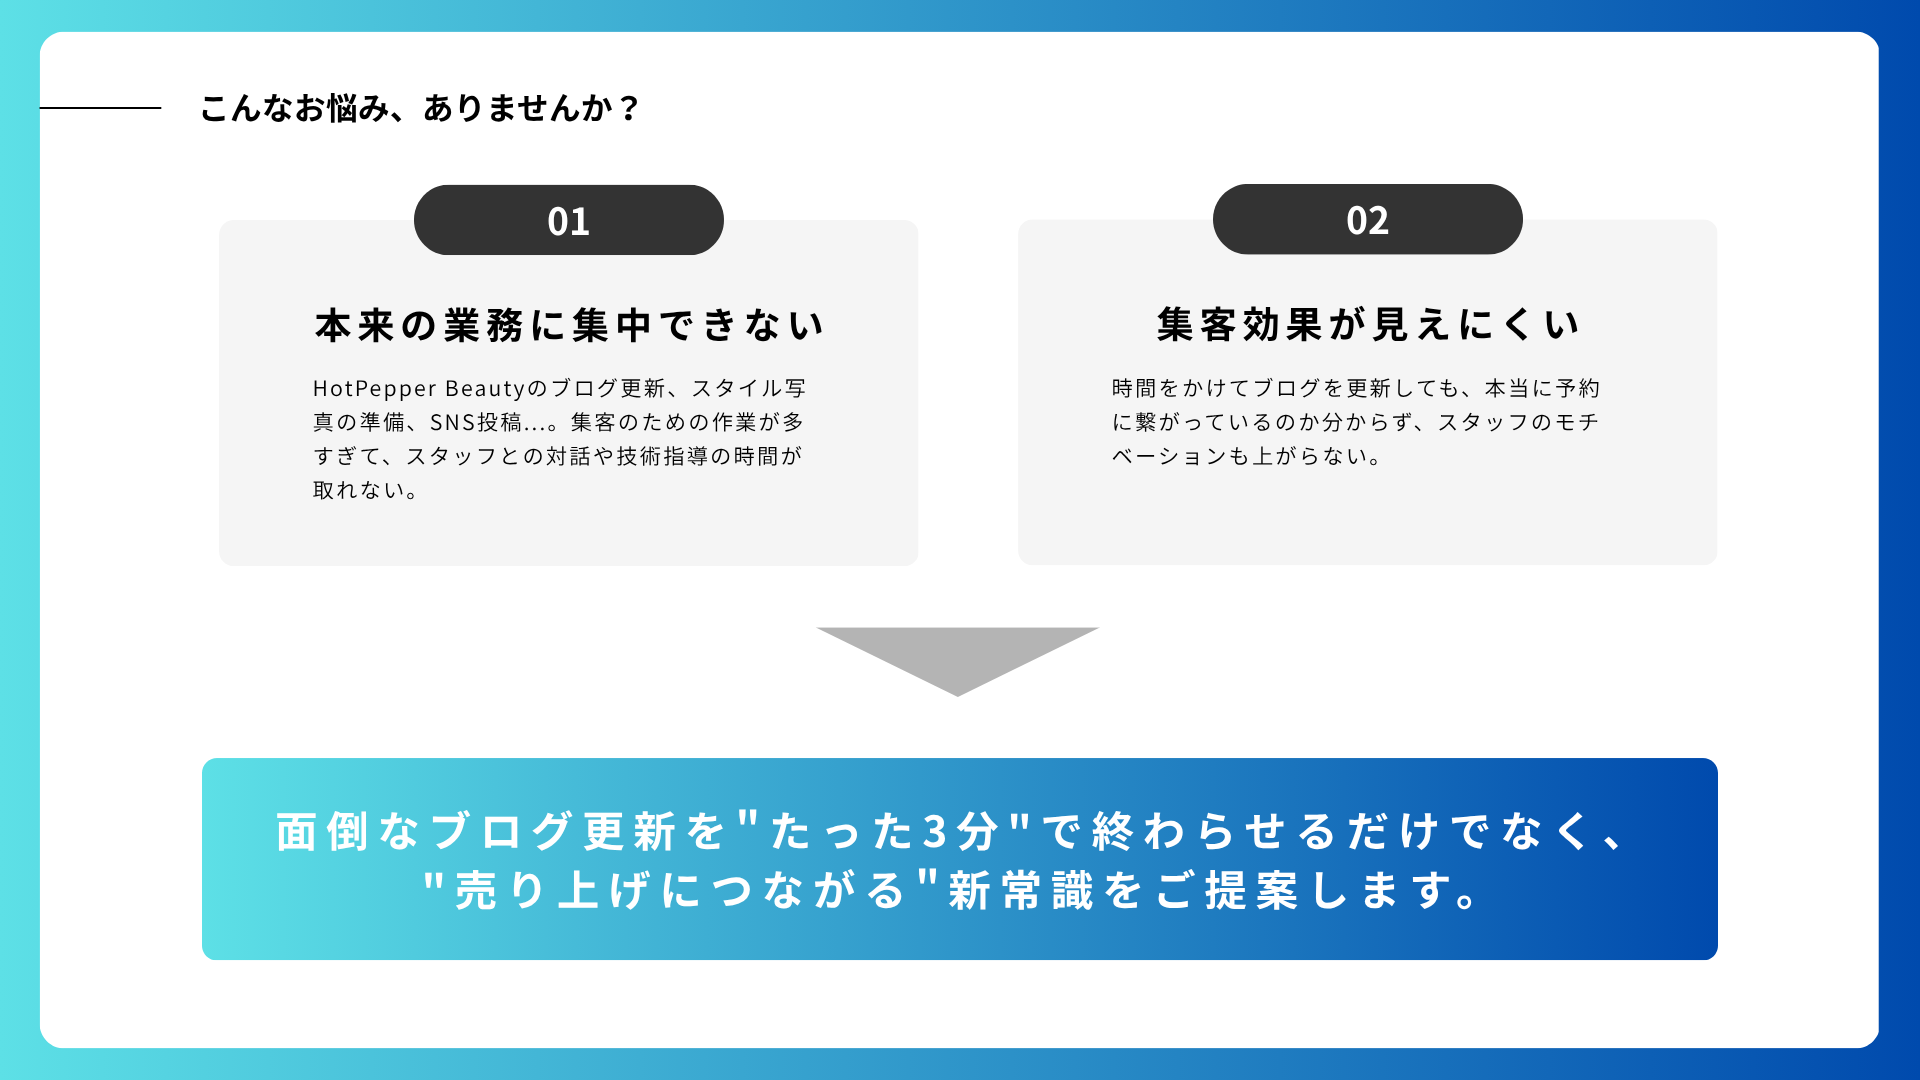 こんなお悩み、ありませんか？
01
本来の業務に集中できない
HotPepper Beautyのブログ更新、スタイル写
真の準備、SNS投稿...。集客のための作業が多
すぎて、スタッフとの対話や技術指導の時間が
取れない。
02
集客効果が見えにくい
時間をかけてブログを更新しても、本当に予約
に繋がっているのか分からず、スタッフのモチ
ベーションも上がらない。
面倒なブログ更新を"たった3分"で終わらせるだけでなく、
"売り上げにつながる"新常識をご提案します。